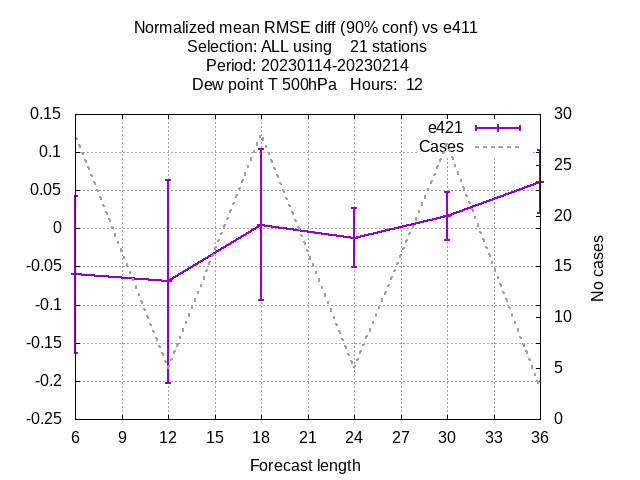 Normalized mean RMSE diff (90% conf) vs e411
Selection: ALL using    21 stations
Period: 20230114-20230214
Dew point T 500hPa   Hours:  12
0.15
0.1
0.05
0
-0.05
-0.1
-0.15
-0.2
-0.25
30
25
20
15
10
5
0
e421
Cases
No cases
6 9 12 15 18 21 24 27 30 33 36
Forecast length